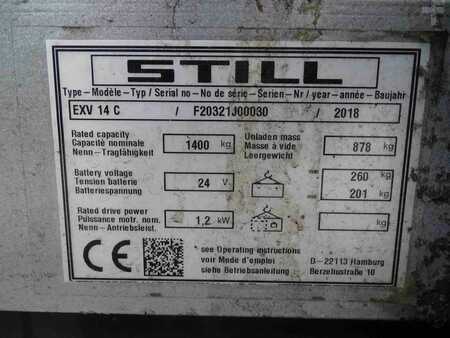 STILL
Type – Modèle – Typ / Serial no – No de série – Serien – Nr / year – année – Baujahr
EXV 14 C / F20321J00030 / 2018
Rated capacity
Capacité nominale
Nenn – Tragfähigkeit
1400 kg
Unladen mass
Masse à vide
Leergewicht
878 kg
Battery voltage
Tension batterie
Batteriespannung
24 V
260 kg
201 kg
Rated drive power
Puissance motr. nom.
Nenn – Antriebsleist.
1,2 kW
kg
CE
see Operating instructions
voir Mode d'emploi
siehe Betriebsanleitung
D – 22113 Hamburg
Berzeliusstraße 10